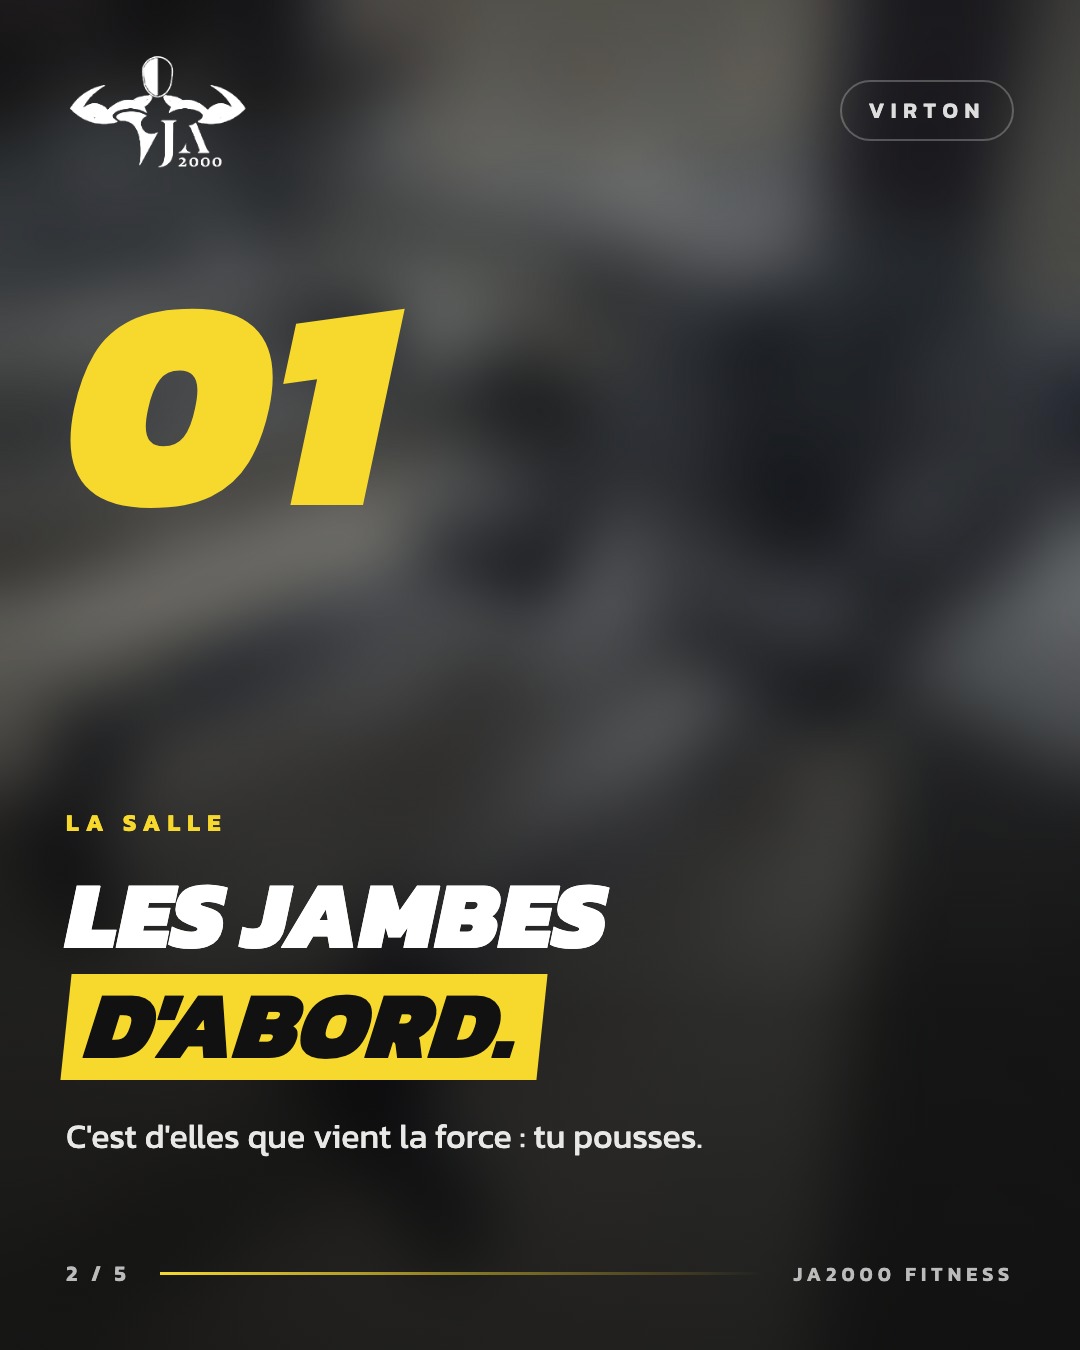 JA
2000
VIRTON
01
LA SALLE
LES JAMBES
D'ABORD.
C'est d'elles que vient la force : tu pousses.
2 / 5
JA2000 FITNESS